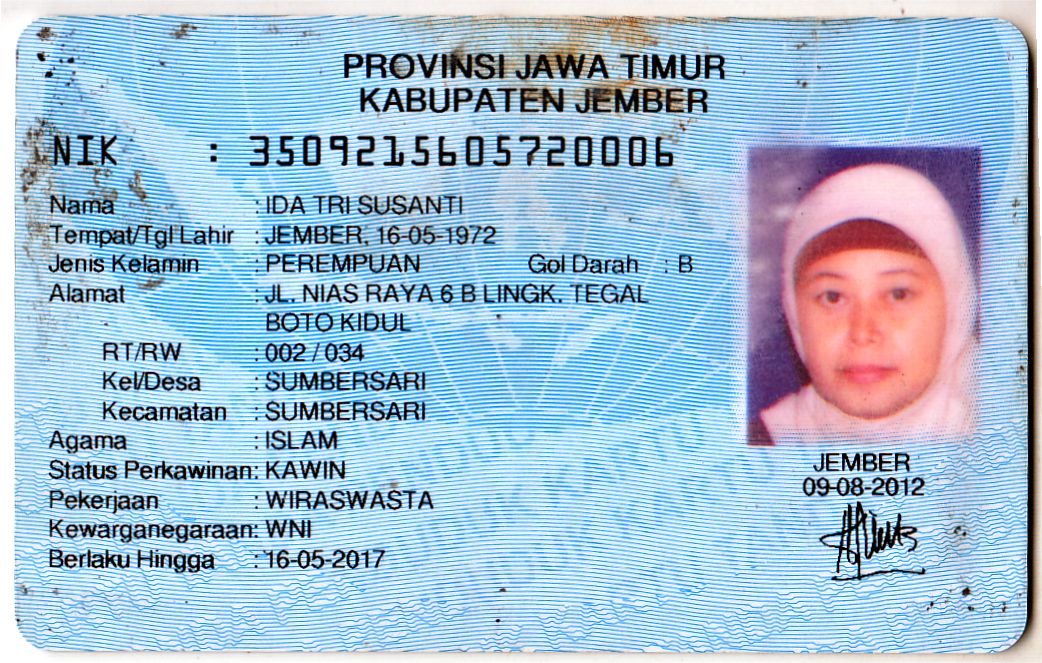 PROVINSI JAWA TIMUR
KABUPATEN JEMBER
NIK : 3509215605720006
Nama : IDA TRI SUSANTI
Tempat/Tgl Lahir : JEMBER, 16-05-1972
Jenis Kelamin : PEREMPUAN Gol Darah : B
Alamat : JL. NIAS RAYA 6 B LINGK. TEGAL
BOTO KIDUL
RT/RW : 002 / 034
Kel/Desa : SUMBERSARI
Kecamatan : SUMBERSARI
Agama : ISLAM
Status Perkawinan: KAWIN
Pekerjaan : WIRASWASTA
Kewarganegaraan: WNI
Berlaku Hingga : 16-05-2017
JEMBER
09-08-2012